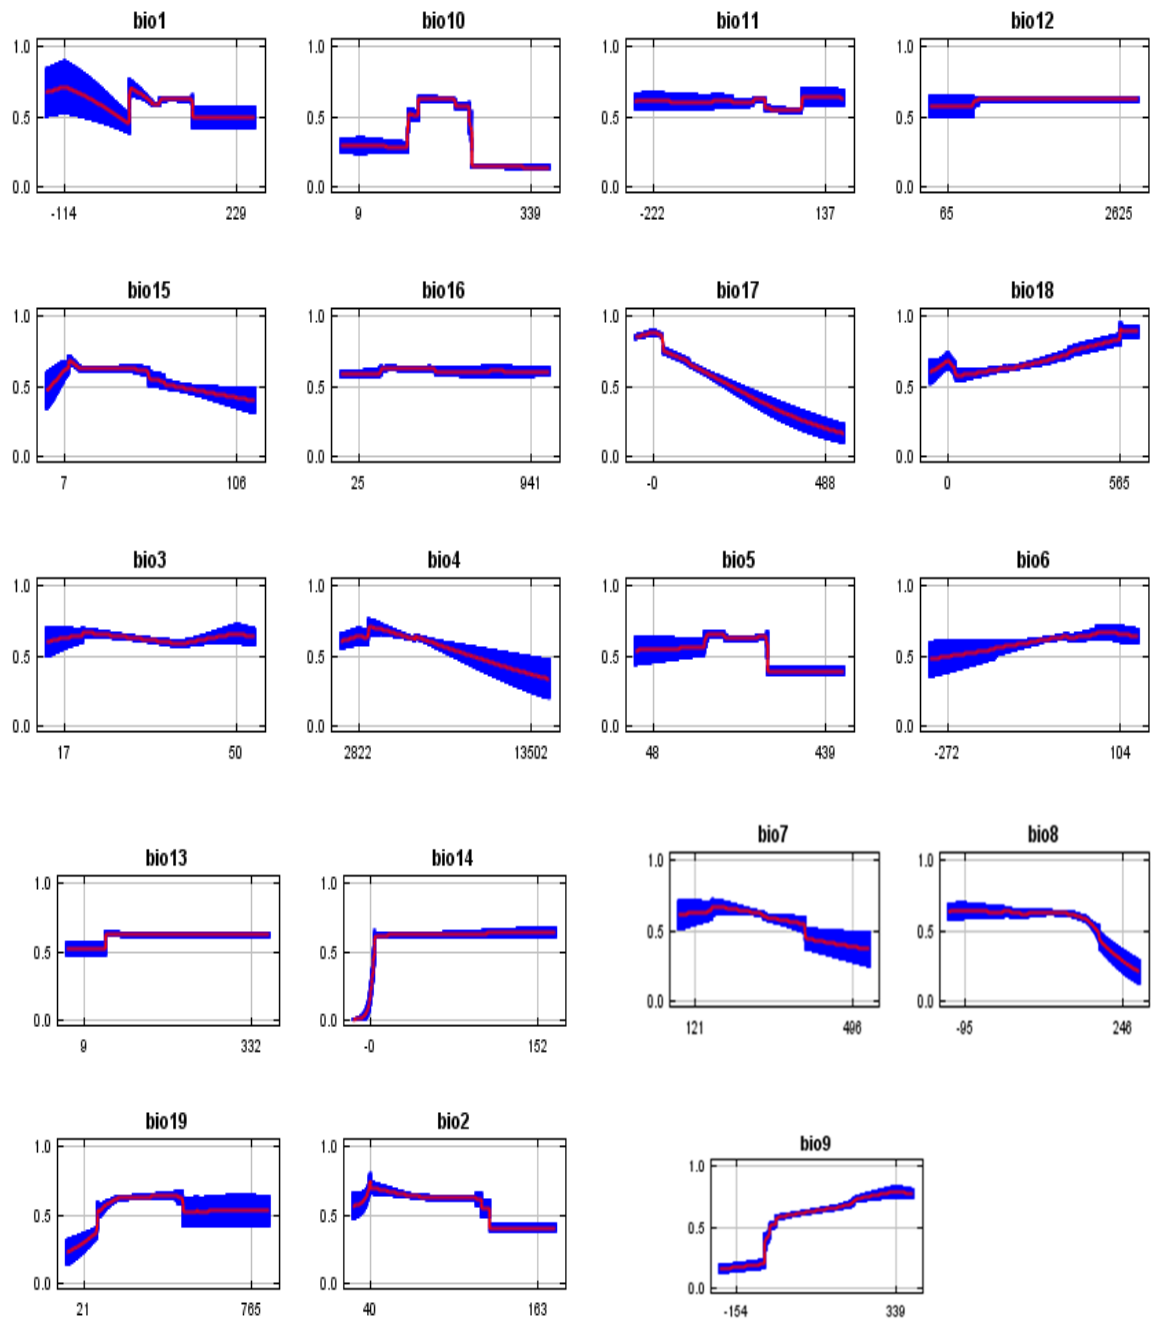 bio1 bio10 bio11 bio12
1.0 1.0 1.0 1.0
0.5 0.5 0.5 0.5
0.0 0.0 0.0 0.0
-114 229 9 339 -222 137 65 2625
bio15 bio16 bio17 bio18
1.0 1.0 1.0 1.0
0.5 0.5 0.5 0.5
0.0 0.0 0.0 0.0
7 106 25 941 -0 488 0 565
bio3 bio4 bio5 bio6
1.0 1.0 1.0 1.0
0.5 0.5 0.5 0.5
0.0 0.0 0.0 0.0
17 50 2822 13502 48 439 -272 104
bio13 bio14 bio7 bio8
1.0 1.0 1.0 1.0
0.5 0.5 0.5 0.5
0.0 0.0 0.0 0.0
9 332 -0 152 121 496 -95 246
bio19 bio2 bio9
1.0 1.0 1.0
0.5 0.5 0.5
0.0 0.0 0.0
21 765 40 163 -154 339